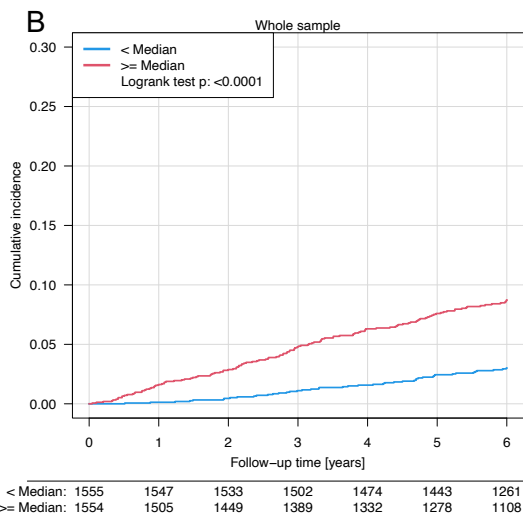 B
Whole sample
< Median
>= Median
Logrank test p: <0.0001
0.30
0.25
0.20
0.15
0.10
0.05
0.00
Cumulative incidence
0 1 2 3 4 5 6
Follow−up time [years]
< Median: 1555 1547 1533 1502 1474 1443 1261
>= Median: 1554 1505 1449 1389 1332 1278 1108